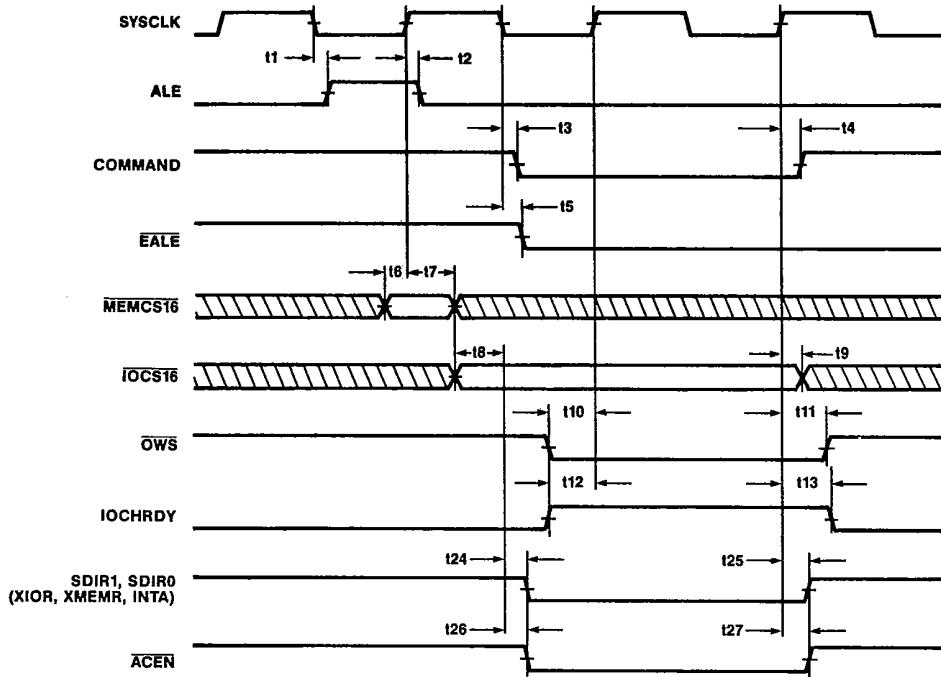 SYSCLK
t1
t2
ALE
t3
t4
COMMAND
t5
EALE
t6
t7
MEMCS16
t8
t9
IOCS16
t10
t11
OWS
t12
t13
IOCHRDY
t24
t25
SDIR1, SDIR0
(XIOR, XMEMR, INTA)
t26
t27
ACEN